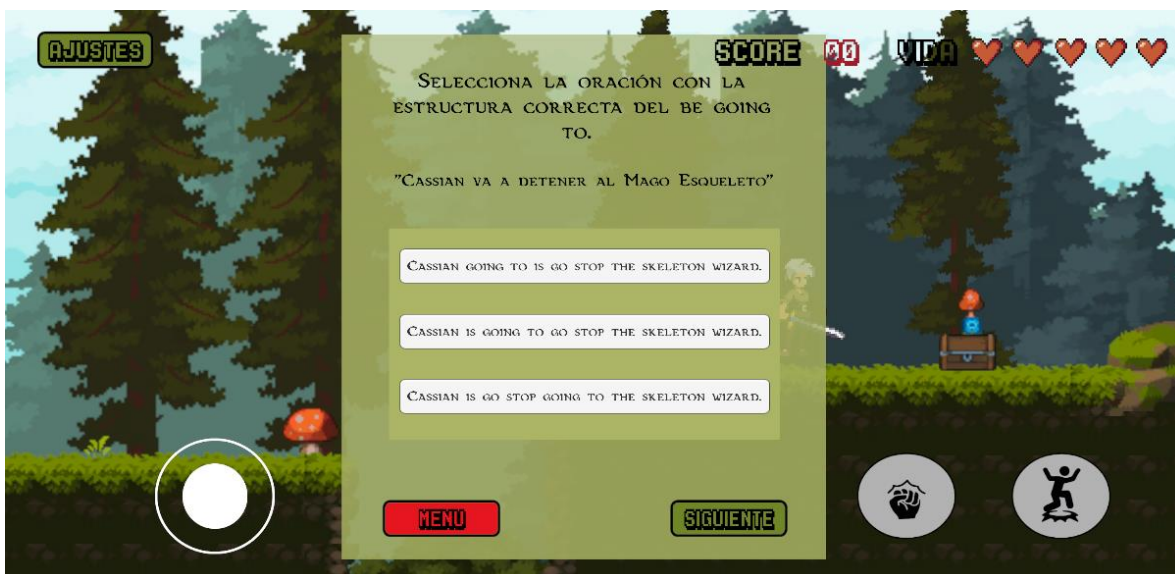 AJUSTES
SCORE 00 VIDA
Selecciona la oración con la
estructura correcta del be going
to.
"Cassian va a detener al Mago Esqueleto"
Cassian going to is go stop the skeleton wizard.
Cassian is going to go stop the skeleton wizard.
Cassian is go stop going to the skeleton wizard.
MENU
SIGUIENTE